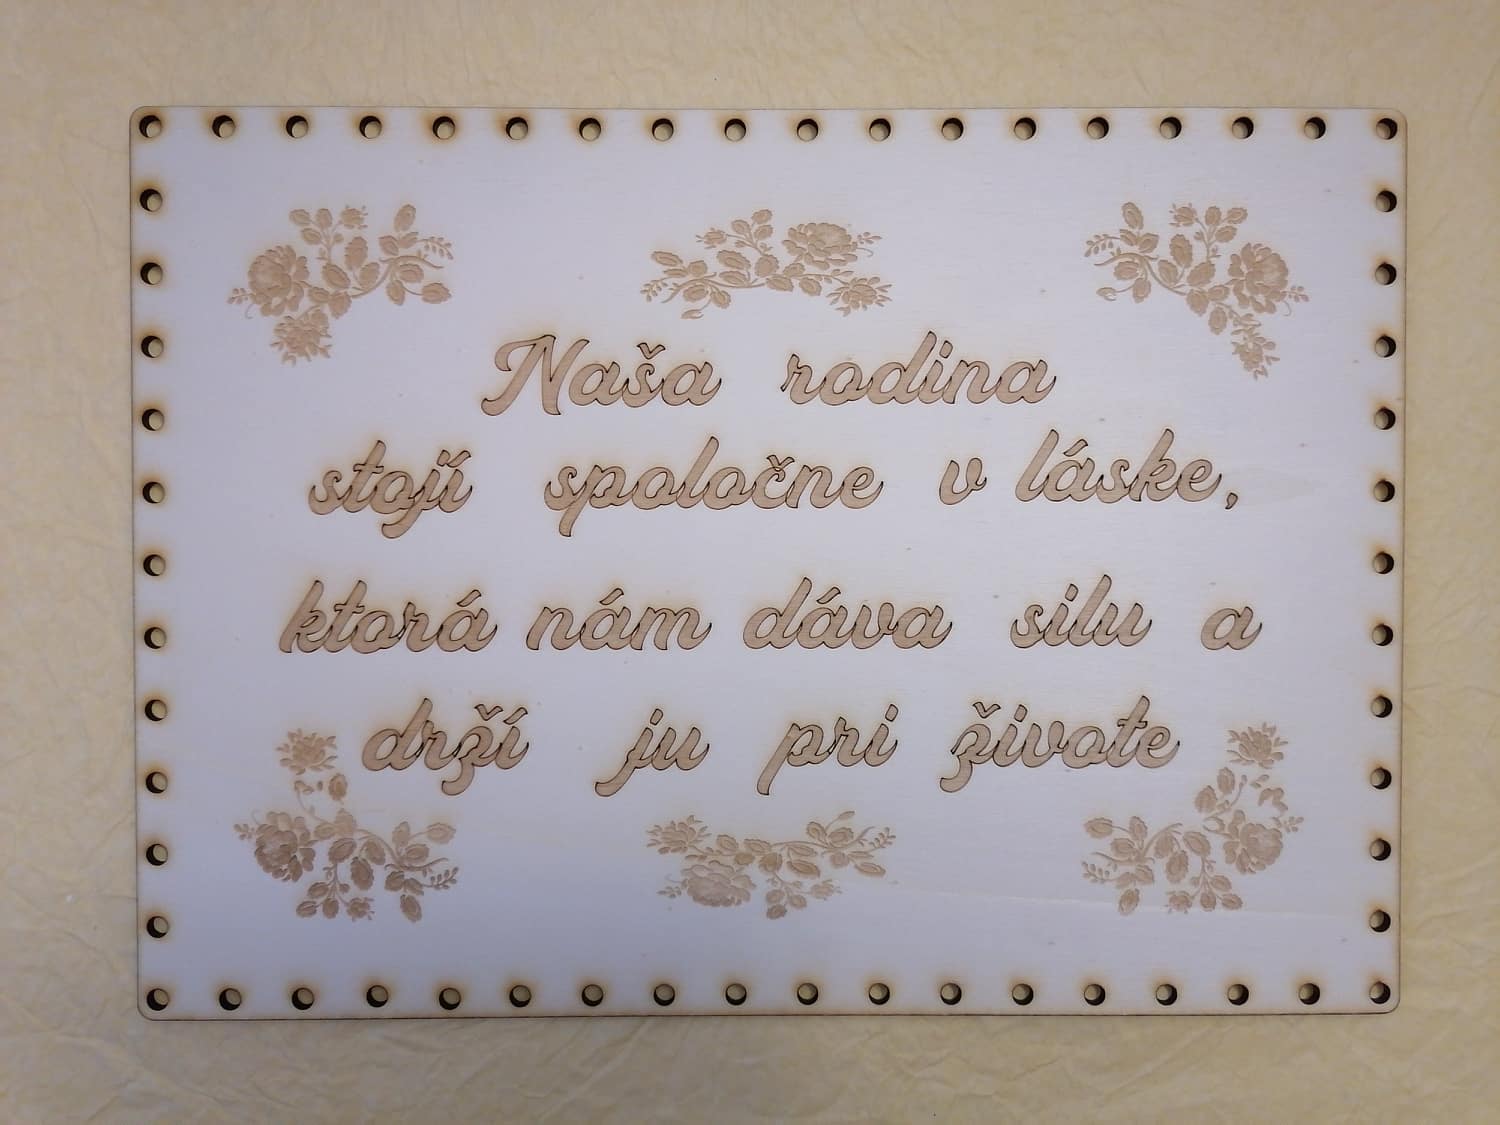 Naša rodina
stojí spoločne v láske,
ktorá nám dáva silu a
drží ju pri živote